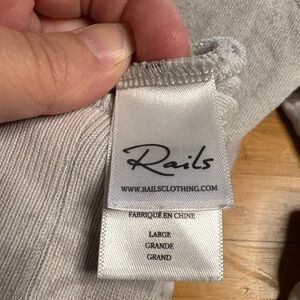 Rails
WWW.RAILSCLOTHING.COM
FABRIQUÉ EN CHINE
LARGE
GRANDE
GRAND